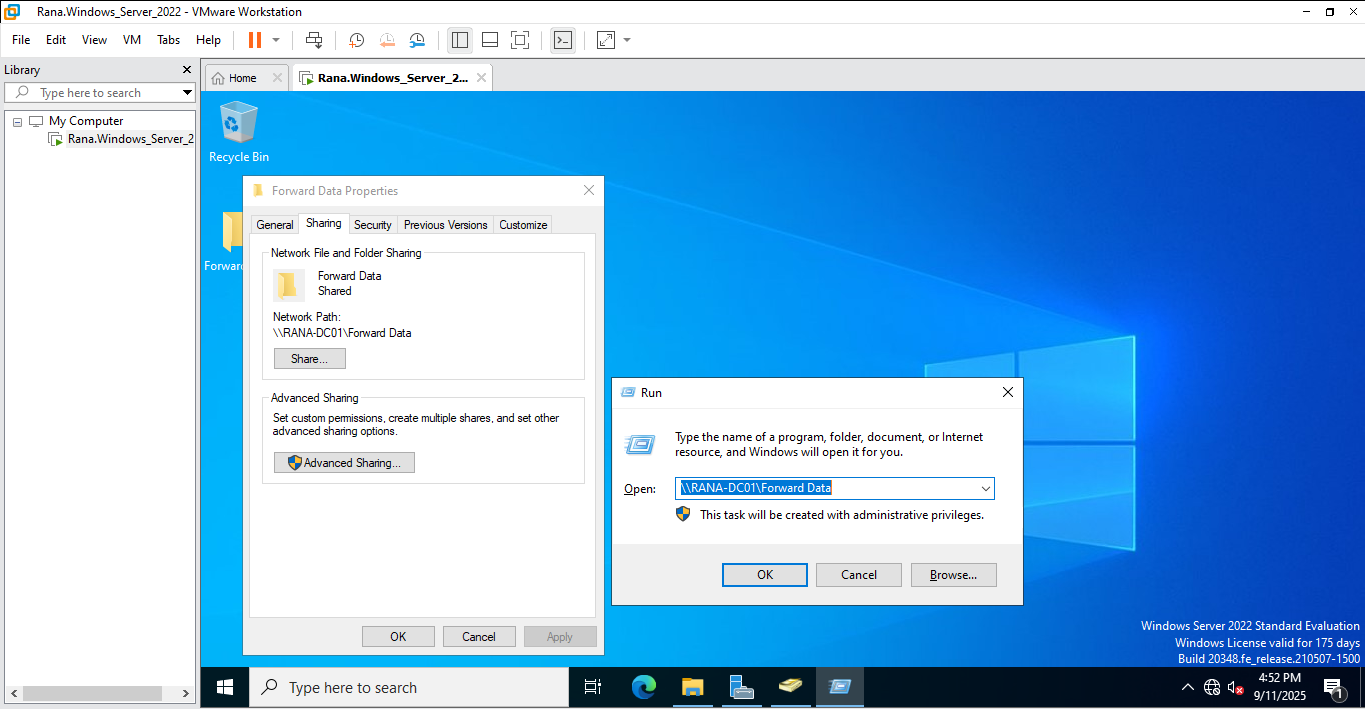 Rana.Windows_Server_2022 - VMware Workstation
File Edit View VM Tabs Help
Library
Type here to search
My Computer
Rana.Windows_Server_2
Home
Rana.Windows_Server_2...
Recycle Bin
Forward
Forward Data Properties
General Sharing Security Previous Versions Customize
Network File and Folder Sharing
Forward Data
Shared
Network Path:
\\RANA-DC01\Forward Data
Share...
Advanced Sharing
Set custom permissions, create multiple shares, and set other
advanced sharing options.
Advanced Sharing...
OK Cancel Apply
Run
Type the name of a program, folder, document, or Internet
resource, and Windows will open it for you.
Open: \\RANA-DC01\Forward Data
This task will be created with administrative privileges.
OK Cancel Browse...
Windows Server 2022 Standard Evaluation
Windows License valid for 175 days
Build 20348.fe_release.210507-1500
Type here to search
4:52 PM
9/11/2025
1